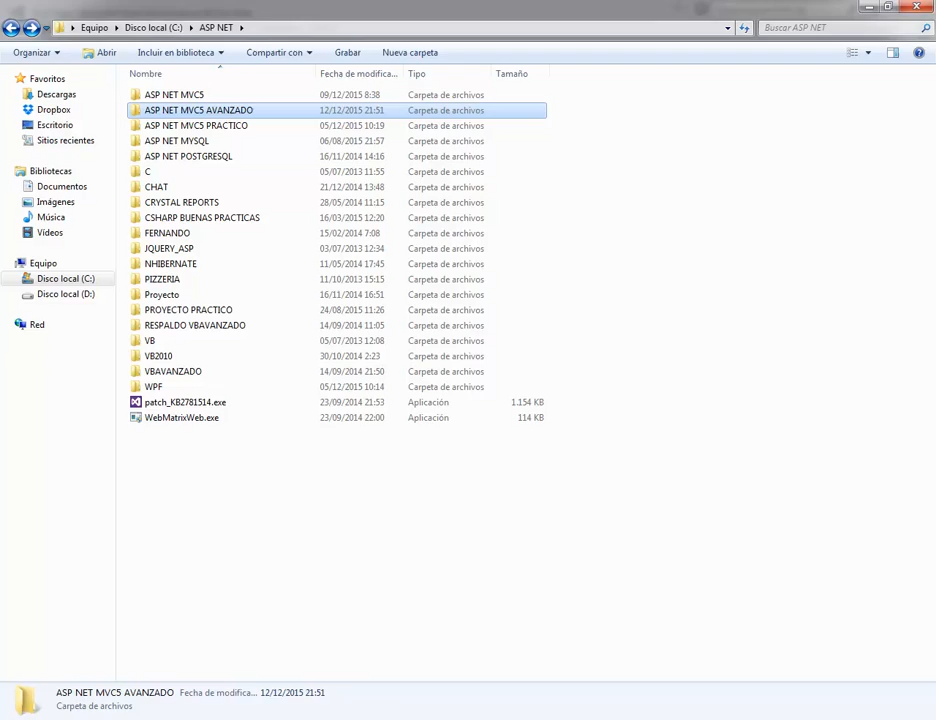 Equipo ▸ Disco local (C:) ▸ ASP NET ▸
Buscar ASP NET
Organizar Abrir Incluir en biblioteca Compartir con Grabar Nueva carpeta
Nombre Fecha de modifica... Tipo Tamaño
Favoritos
Descargas
Dropbox
Escritorio
Sitios recientes
Bibliotecas
Documentos
Imágenes
Música
Vídeos
Equipo
Disco local (C:)
Disco local (D:)
Red
ASP NET MVC5 09/12/2015 8:38 Carpeta de archivos
ASP NET MVC5 AVANZADO 12/12/2015 21:51 Carpeta de archivos
ASP NET MVC5 PRACTICO 05/12/2015 10:19 Carpeta de archivos
ASP NET MYSQL 06/08/2015 21:57 Carpeta de archivos
ASP NET POSTGRESQL 16/11/2014 14:16 Carpeta de archivos
C 05/07/2013 11:55 Carpeta de archivos
CHAT 21/12/2014 13:48 Carpeta de archivos
CRYSTAL REPORTS 28/05/2014 11:15 Carpeta de archivos
CSHARP BUENAS PRACTICAS 16/03/2015 12:20 Carpeta de archivos
FERNANDO 15/02/2014 7:08 Carpeta de archivos
JQUERY_ASP 03/07/2013 12:34 Carpeta de archivos
NHIBERNATE 11/05/2014 17:45 Carpeta de archivos
PIZZERIA 11/10/2013 15:15 Carpeta de archivos
Proyecto 16/11/2014 16:51 Carpeta de archivos
PROYECTO PRACTICO 24/08/2015 11:26 Carpeta de archivos
RESPALDO VBAVANZADO 14/09/2014 11:05 Carpeta de archivos
VB 05/07/2013 12:08 Carpeta de archivos
VB2010 30/10/2014 2:23 Carpeta de archivos
VBAVANZADO 14/09/2014 21:50 Carpeta de archivos
WPF 05/12/2015 10:14 Carpeta de archivos
patch_KB2781514.exe 23/09/2014 21:53 Aplicación 1.154 KB
WebMatrixWeb.exe 23/09/2014 22:00 Aplicación 114 KB
ASP NET MVC5 AVANZADO Fecha de modifica... 12/12/2015 21:51
Carpeta de archivos